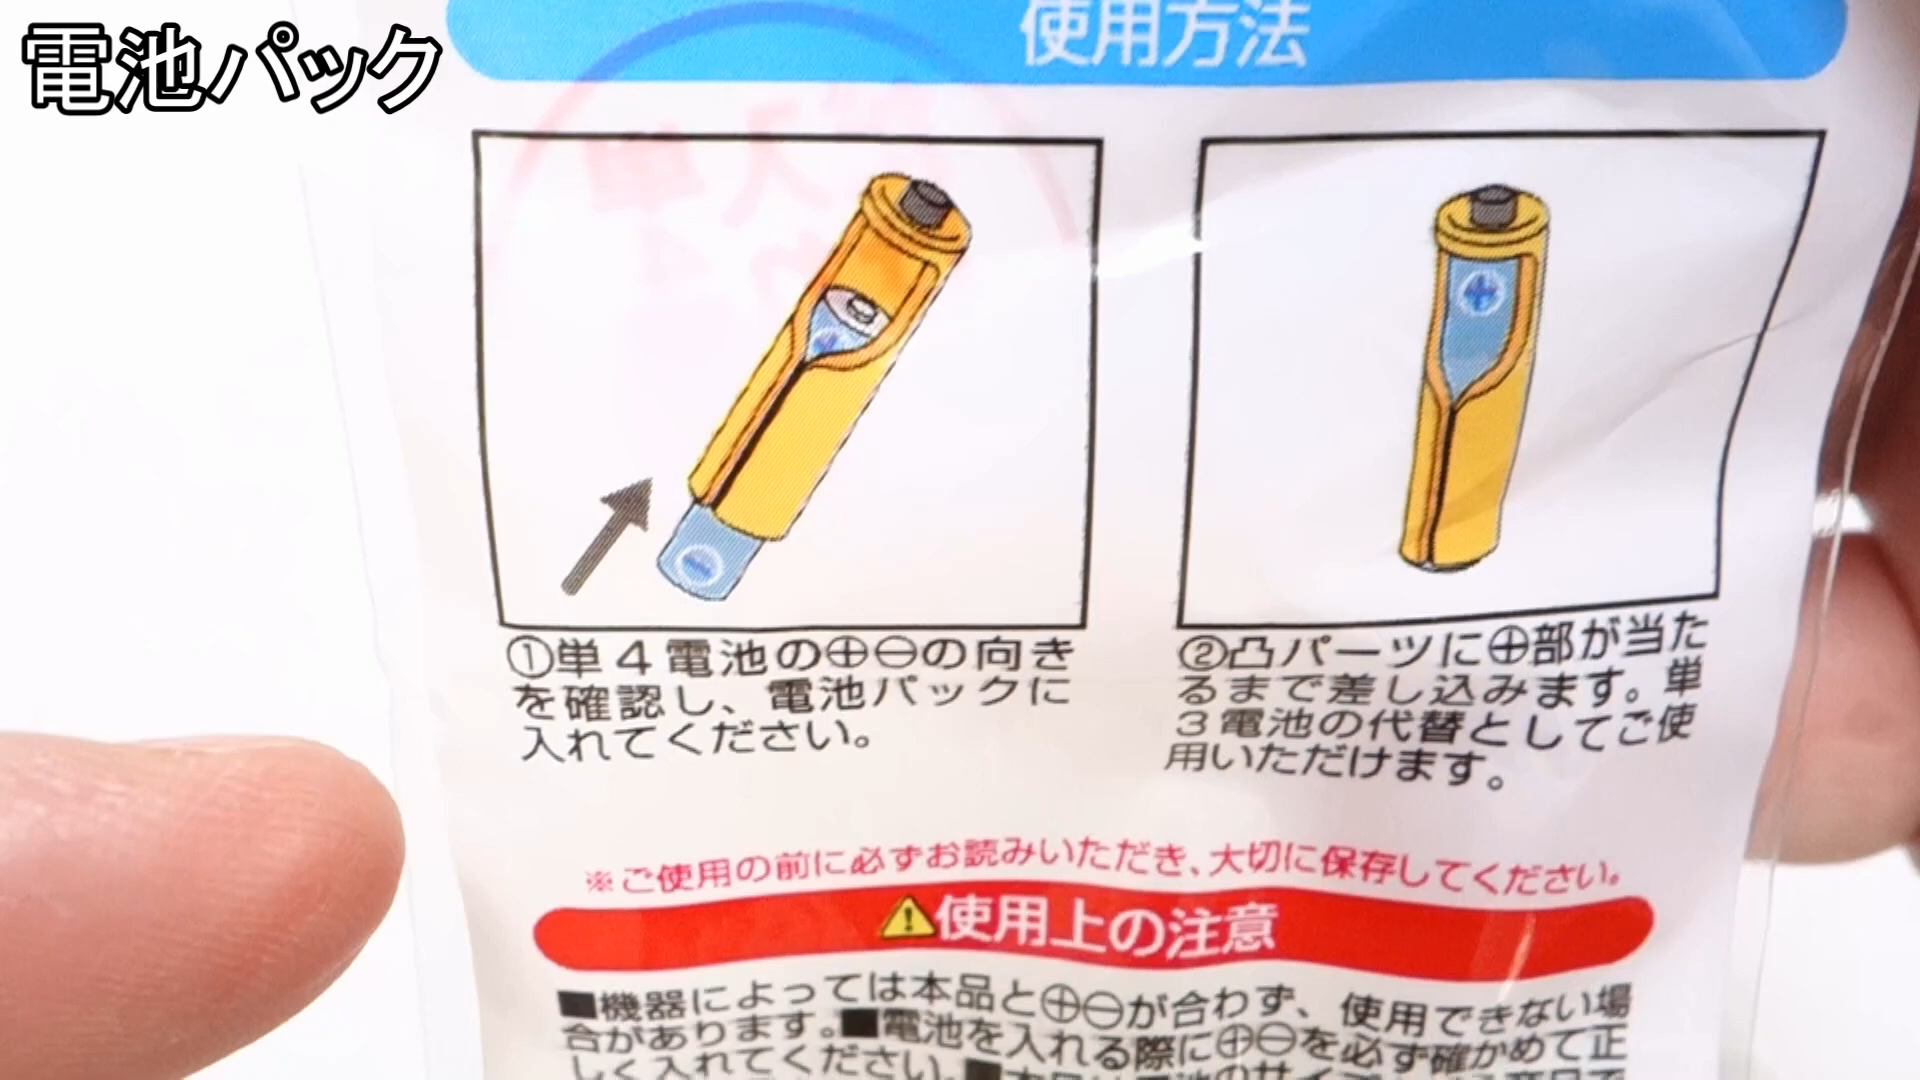 電池パック
使用方法
①単4電池の⊕⊖の向き
を確認し、電池パックに
入れてください。
②凸パーツに⊕部が当た
るまで差し込みます。単
3電池の代替としてご使
用いただけます。
※ご使用の前に必ずお読みいただき、大切に保存してください。
⚠使用上の注意
■機器によっては本品と⊕⊖が合わず、使用できない場
合があります。■電池を入れる際に⊕⊖を必ず確かめて正
しく入れてください。■